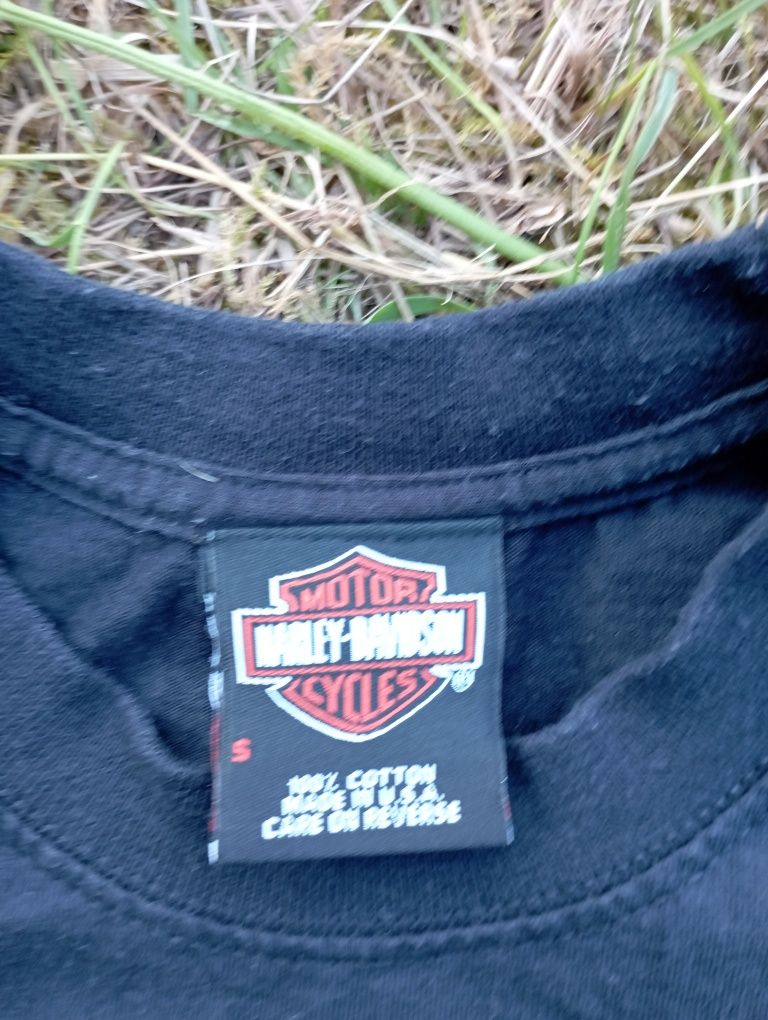 MOTOR
HARLEY-DAVIDSON
CYCLES
®
S
100% COTTON
MADE IN U.S.A.
CARE ON REVERSE